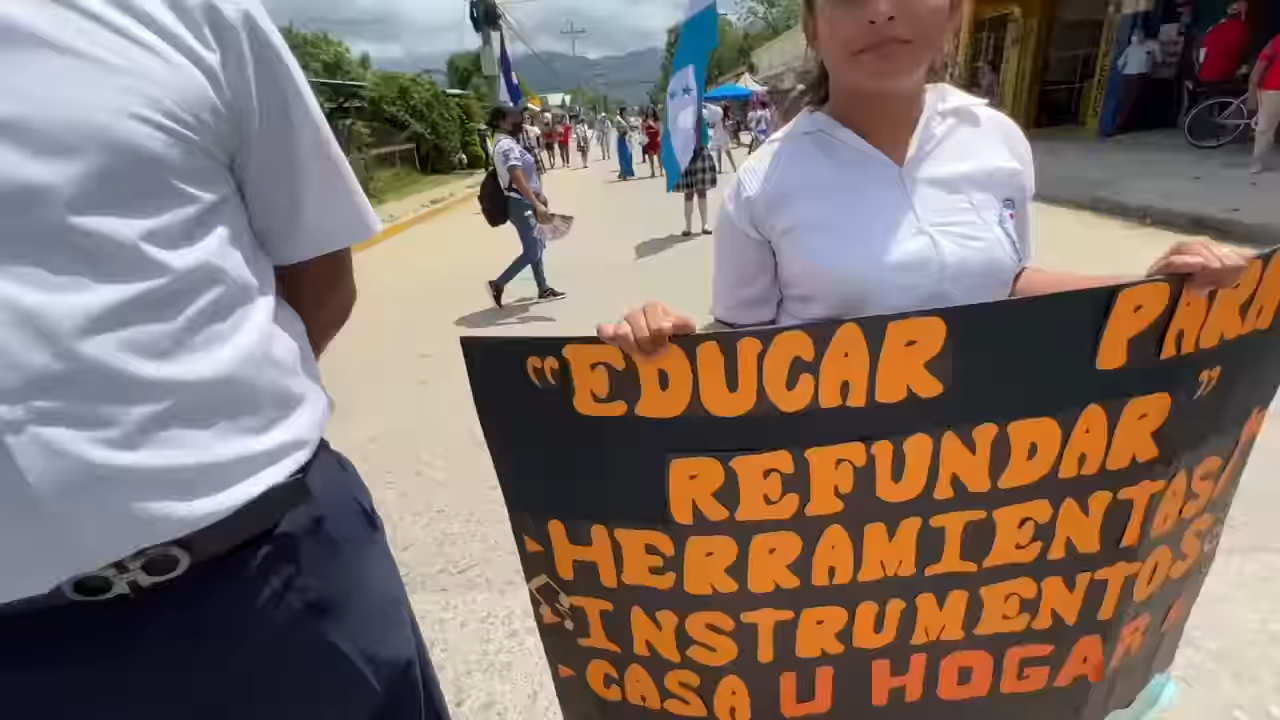 “EDUCAR PARA
REFUNDAR”
HERRAMIENTAS
INSTRUMENTOS
CASA U HOGAR